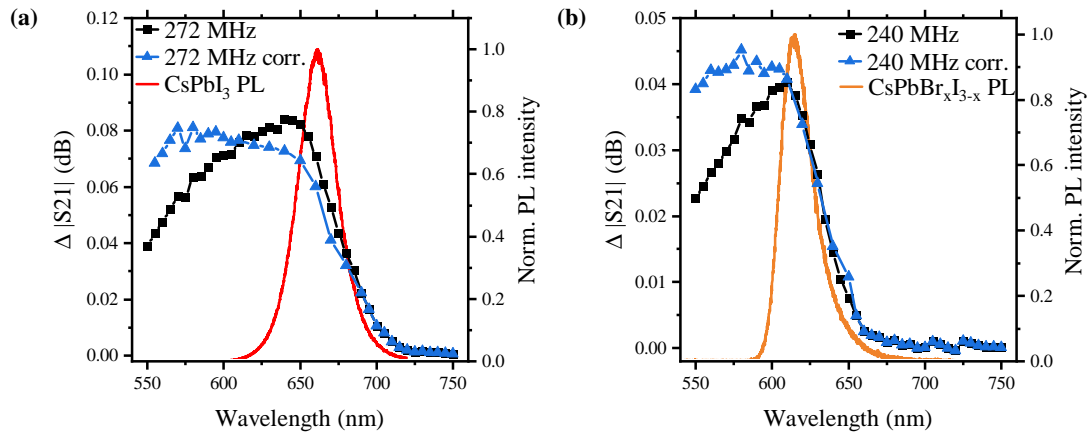 (a)
272 MHz
272 MHz corr.
CsPbI₃ PL
Δ |S21| (dB)
0.12
0.10
0.08
0.06
0.04
0.02
0.00
1.0
0.8
0.6
0.4
0.2
0.0
Norm. PL intensity
550 600 650 700 750
Wavelength (nm)
(b)
240 MHz
240 MHz corr.
CsPbBrₓI₃₋ₓ PL
Δ |S21| (dB)
0.05
0.04
0.03
0.02
0.01
0.00
1.0
0.8
0.6
0.4
0.2
0.0
Norm. PL intensity
550 600 650 700 750
Wavelength (nm)